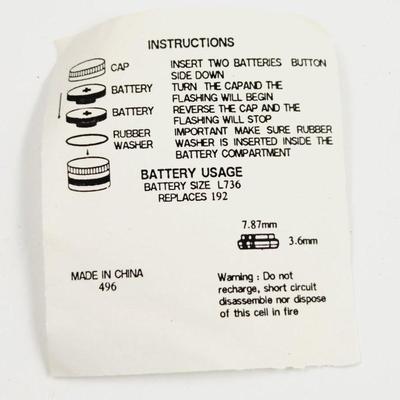 INSTRUCTIONS
CAP
BATTERY
BATTERY
RUBBER
WASHER
INSERT TWO BATTERIES BUTTON
SIDE DOWN
TURN THE CAPAND THE
FLASHING WILL BEGIN
REVERSE THE CAP AND THE
FLASHING WILL STOP
IMPORTANT MAKE SURE RUBBER
WASHER IS INSERTED INSIDE THE
BATTERY COMPARTMENT
BATTERY USAGE
BATTERY SIZE L736
REPLACES 192
7.87mm
3.6mm
MADE IN CHINA
496
Warning : Do not
recharge, short circuit
disassemble nor dispose
of this cell in fire